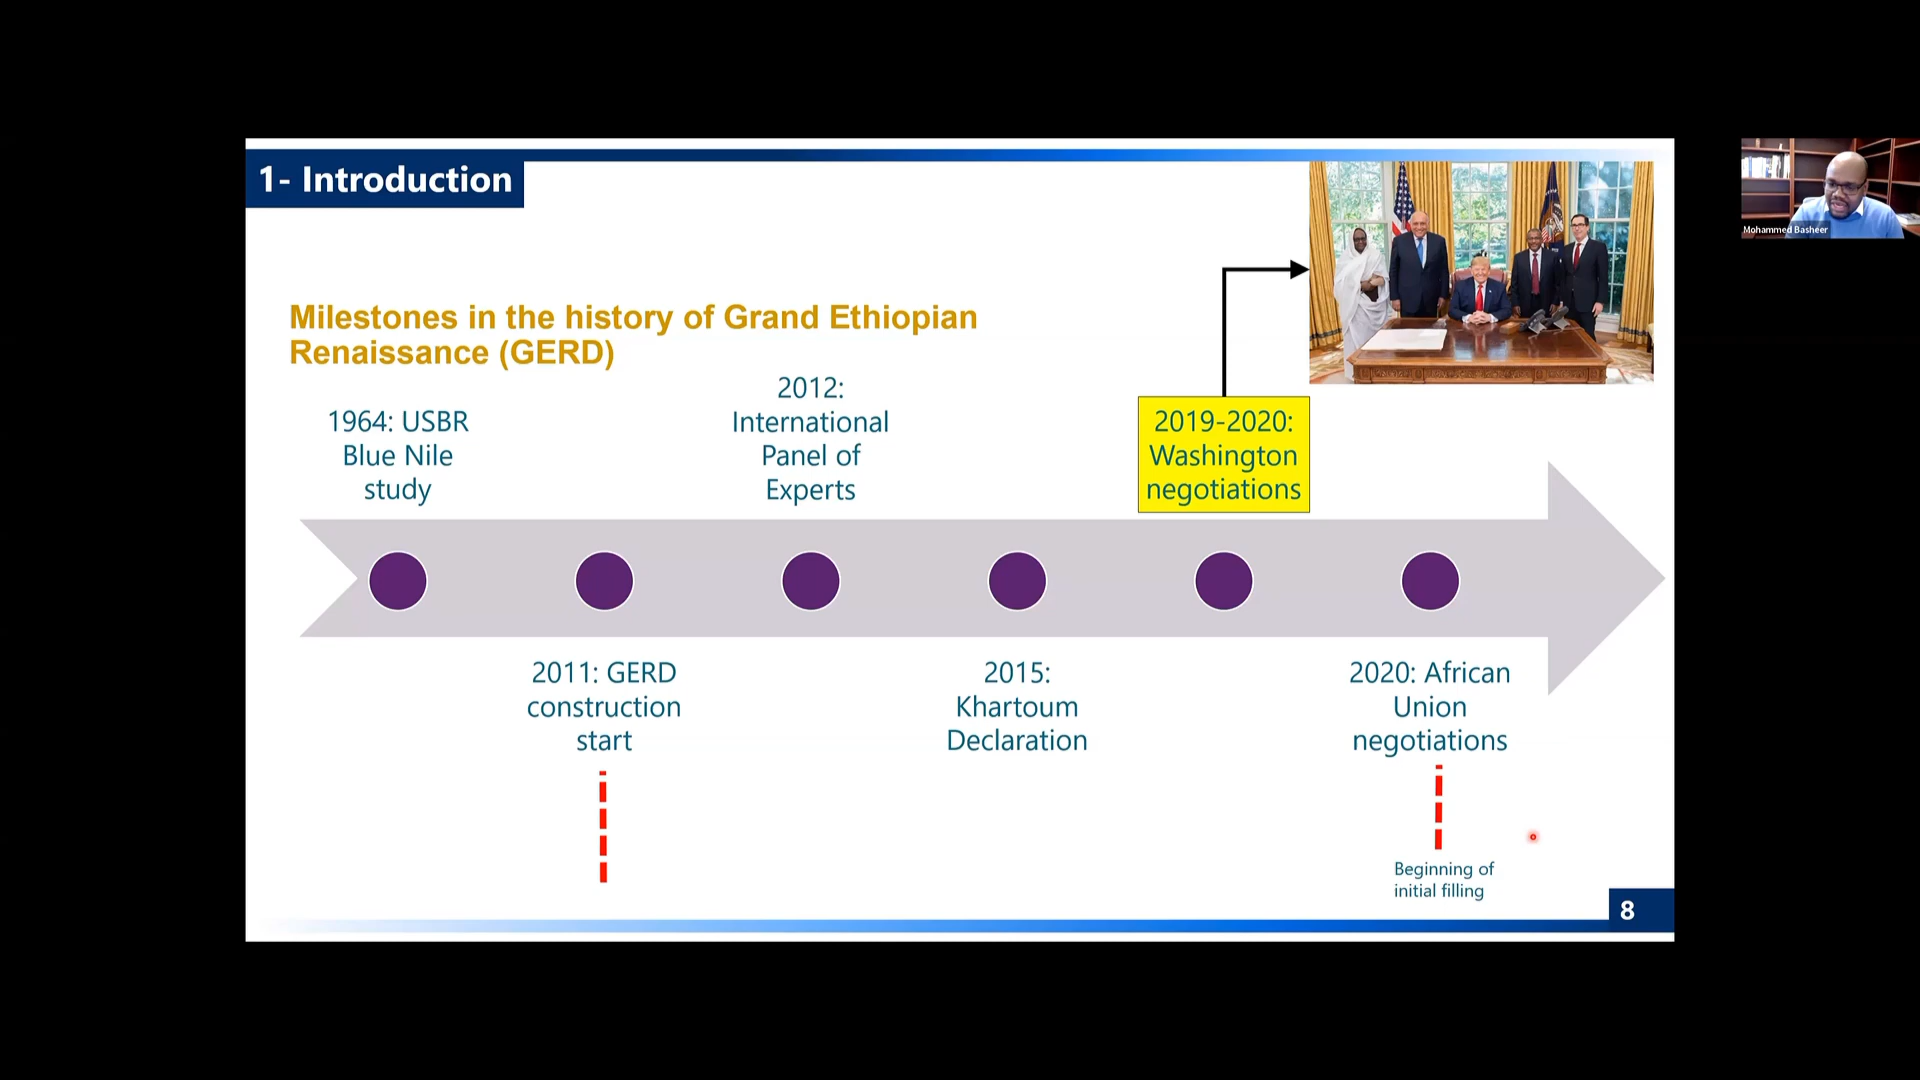 1- Introduction
Mohammed Basheer
Milestones in the history of Grand Ethiopian
Renaissance (GERD)
1964: USBR
Blue Nile
study
2012:
International
Panel of
Experts
2019-2020:
Washington
negotiations
2011: GERD
construction
start
2015:
Khartoum
Declaration
2020: African
Union
negotiations
Beginning of
initial filling
8